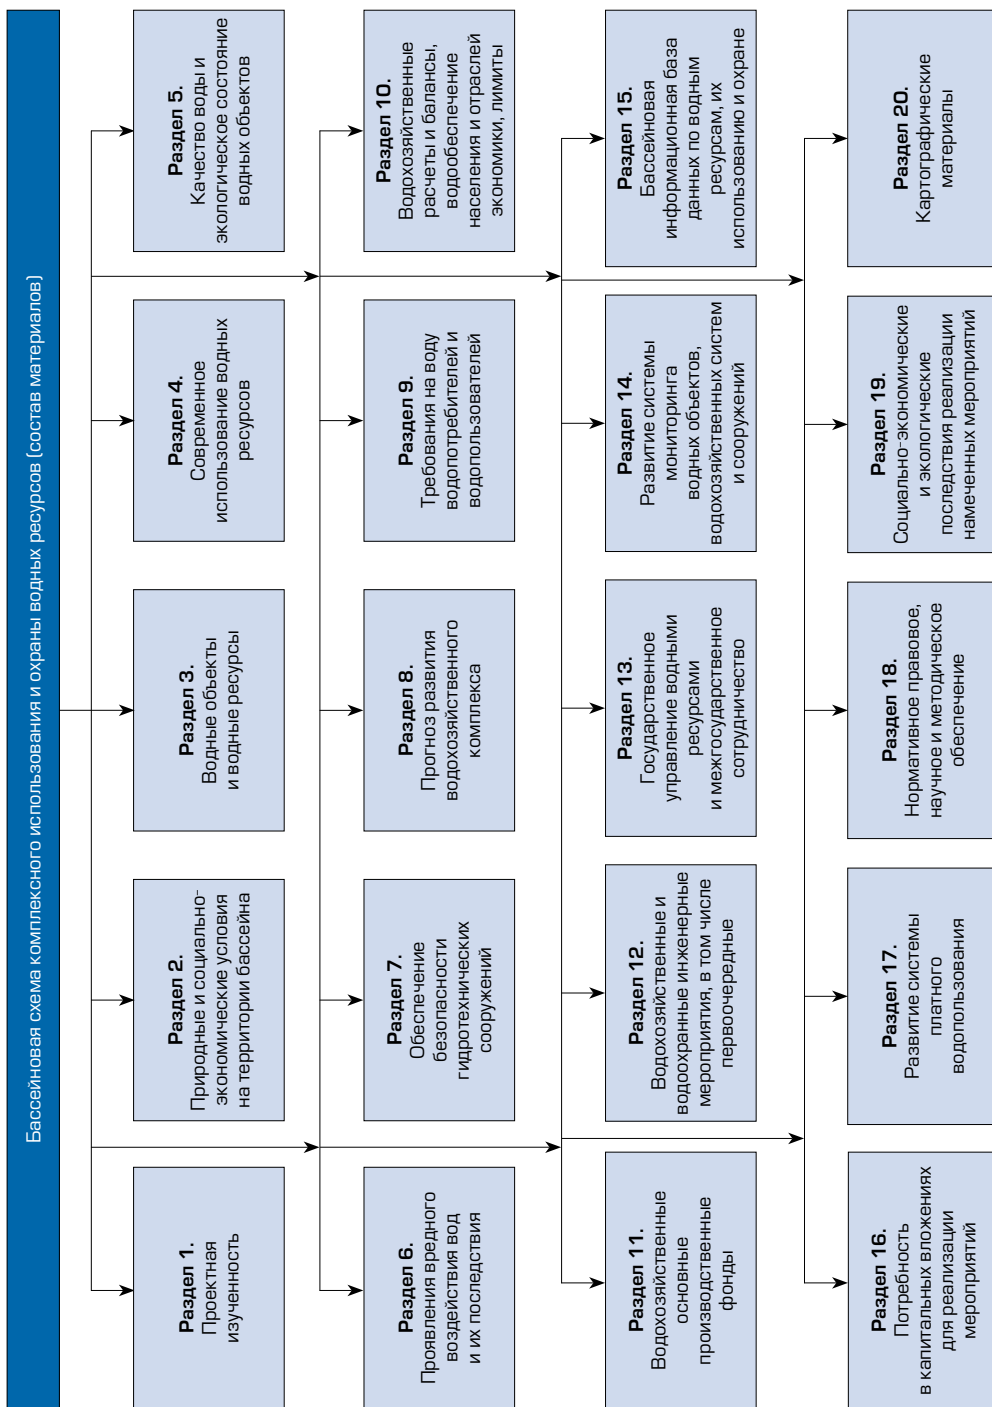 Бассейновая схема комплексного использования и охраны водных ресурсов (состав материалов)
Раздел 1.
Проектная
изученность
Раздел 2.
Природные и социально-
экономические условия
на территории бассейна
Раздел 3.
Водные объекты
и водные ресурсы
Раздел 4.
Современное
использование водных
ресурсов
Раздел 5.
Качество воды и
экологическое состояние
водных объектов
Раздел 6.
Проявления вредного
воздействия вод
и их последствия
Раздел 7.
Обеспечение
безопасности
гидротехнических
сооружений
Раздел 8.
Прогноз развития
водохозяйственного
комплекса
Раздел 9.
Требования на воду
водопотребителей и
водопользователей
Раздел 10.
Водохозяйственные
расчеты и балансы,
водообеспечение
населения и отраслей
экономики, лимиты
Раздел 11.
Водохозяйственные
основные
производственные
фонды
Раздел 12.
Водохозяйственные и
водоохранные инженерные
мероприятия, в том числе
первоочередные
Раздел 13.
Государственное
управление водными
ресурсами
и межгосударственное
сотрудничество
Раздел 14.
Развитие системы
мониторинга
водных объектов,
водохозяйственных систем
и сооружений
Раздел 15.
Бассейновая
информационная база
данных по водным
ресурсам, их
использованию и охране
Раздел 16.
Потребность
в капитальных вложениях
для реализации
мероприятий
Раздел 17.
Развитие системы
платного
водопользования
Раздел 18.
Нормативное правовое,
научное и методическое
обеспечение
Раздел 19.
Социально-экономические
и экологические
последствия реализации
намеченных мероприятий
Раздел 20.
Картографические
материалы